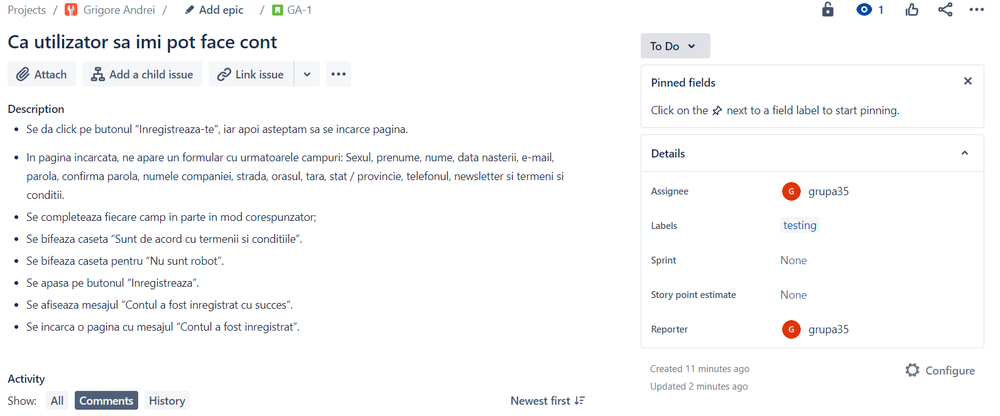 Projects / Grigore Andrei / Add epic / GA-1
1
Ca utilizator sa imi pot face cont
Attach
Add a child issue
Link issue
Description
Se da click pe butonul “Inregistreaza-te”, iar apoi asteptam sa se incarce pagina.
In pagina incarcata, ne apare un formular cu urmatoarele campuri: Sexul, prenume, nume, data nasterii, e-mail,
parola, confirma parola, numele companiei, strada, orasul, tara, stat / provincie, telefonul, newsletter si termeni si
conditii.
Se completeaza fiecare camp in parte in mod corespunzator;
Se bifeaza caseta “Sunt de acord cu termenii si conditiile”.
Se bifeaza caseta pentru “Nu sunt robot”.
Se apasa pe butonul “Inregistreaza”.
Se afiseaza mesajul “Contul a fost inregistrat cu succes”.
Se incarca o pagina cu mesajul “Contul a fost inregistrat”.
Activity
Show: All Comments History
Newest first
To Do
Pinned fields
Click on the next to a field label to start pinning.
Details
Assignee G grupa35
Labels testing
Sprint None
Story point estimate None
Reporter G grupa35
Created 11 minutes ago
Updated 2 minutes ago
Configure